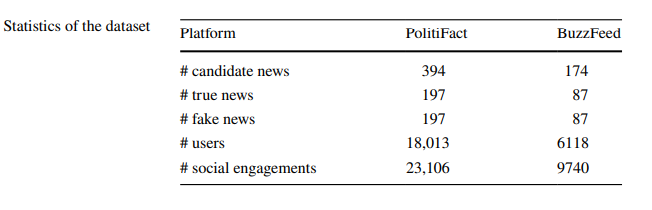 Statistics of the dataset
Platform PolitiFact BuzzFeed
# candidate news 394 174
# true news 197 87
# fake news 197 87
# users 18,013 6118
# social engagements 23,106 9740